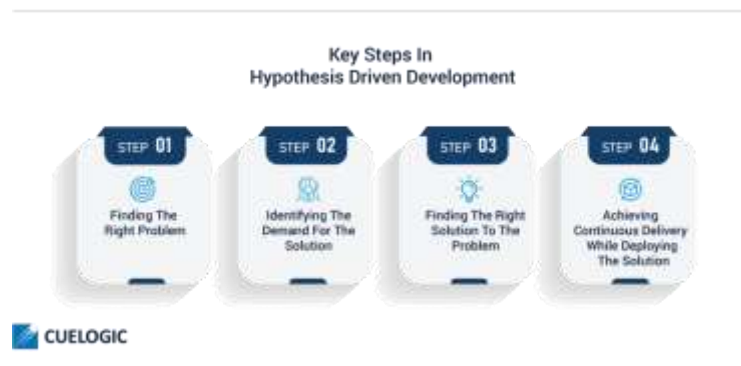 Key Steps In
Hypothesis Driven Development
STEP 01
Finding The
Right Problem
STEP 02
Identifying The
Demand For The
Solution
STEP 03
Finding The Right
Solution To The
Problem
STEP 04
Achieving
Continuous Delivery
While Deploying
The Solution
CUELOGIC